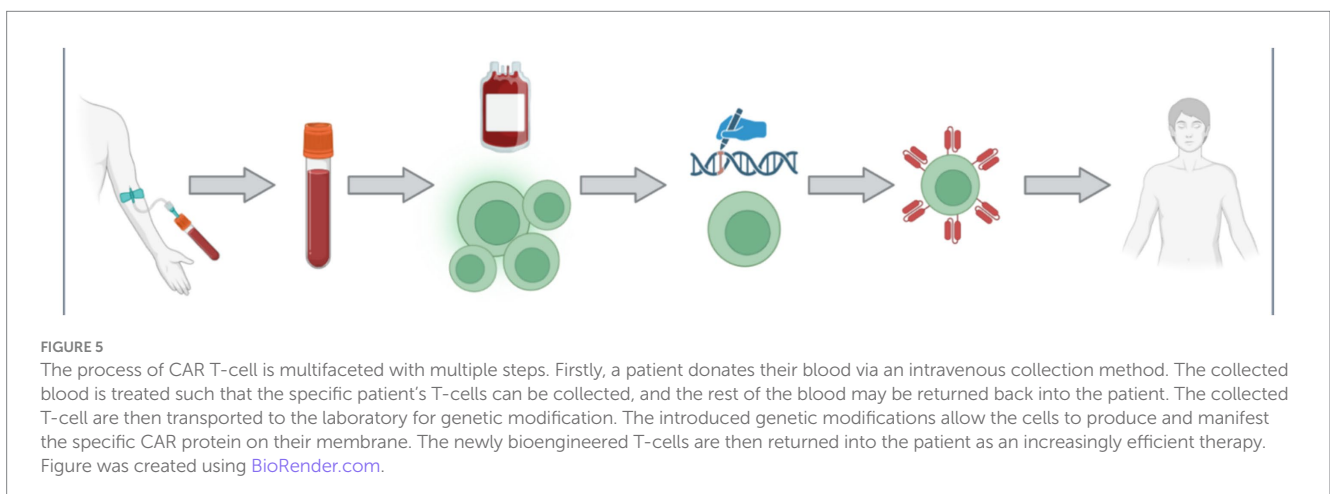 FIGURE 5
The process of CAR T-cell is multifaceted with multiple steps. Firstly, a patient donates their blood via an intravenous collection method. The collected
blood is treated such that the specific patient's T-cells can be collected, and the rest of the blood may be returned back into the patient. The collected
T-cell are then transported to the laboratory for genetic modification. The introduced genetic modifications allow the cells to produce and manifest
the specific CAR protein on their membrane. The newly bioengineered T-cells are then returned into the patient as an increasingly efficient therapy.
Figure was created using BioRender.com.